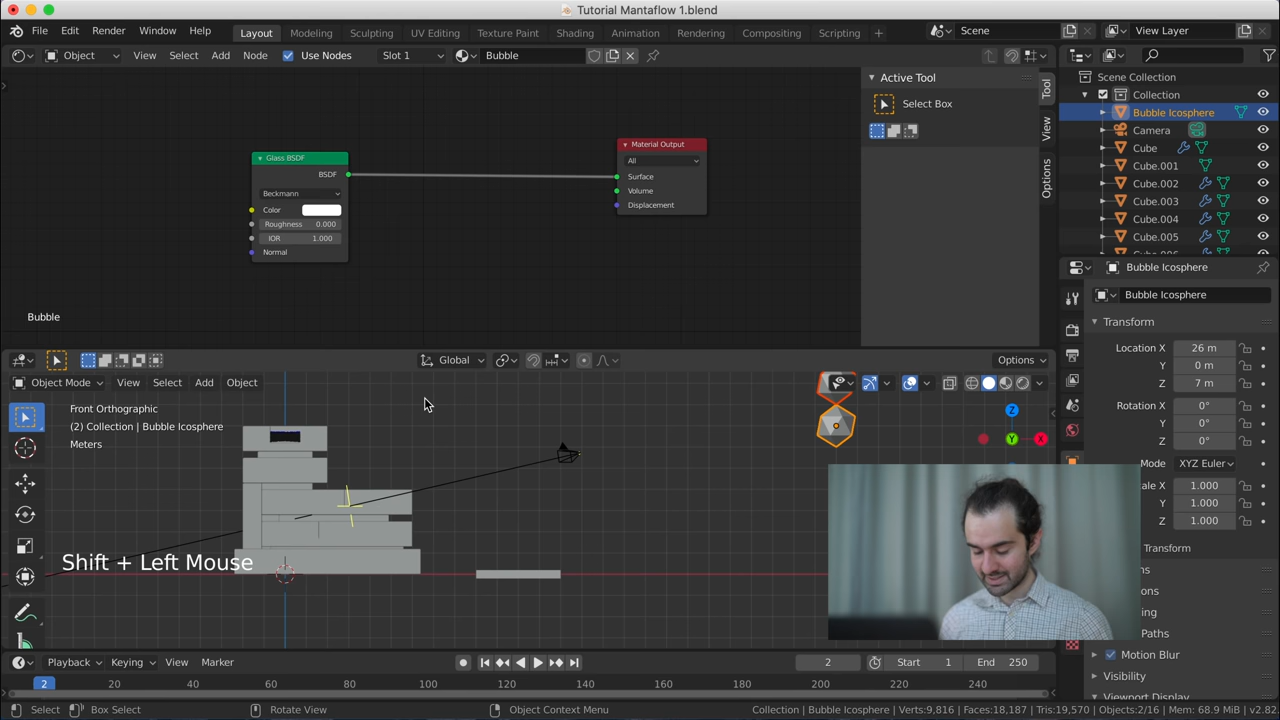 Tutorial Mantaflow 1.blend
File Edit Render Window Help Layout Modeling Sculpting UV Editing Texture Paint Shading Animation Rendering Compositing Scripting + Scene View Layer
Object View Select Add Node Use Nodes Slot 1 Bubble
Active Tool
Select Box
Tool
View
Options
Scene Collection
Collection
Bubble Icosphere
Camera
Cube
Cube.001
Cube.002
Cube.003
Cube.004
Cube.005
Glass BSDF
BSDF
Beckmann
Color
Roughness 0.000
IOR 1.000
Normal
Material Output
All
Surface
Volume
Displacement
Bubble
Bubble Icosphere
Bubble Icosphere
Transform
Location X 26 m
Y 0 m
Z 7 m
Rotation X 0°
Y 0°
Z 0°
Mode XYZ Euler
X 1.000
Y 1.000
Z 1.000
Transform
Paths
Motion Blur
Visibility
Viewport Display
Global
Options
Object Mode View Select Add Object
Front Orthographic
(2) Collection | Bubble Icosphere
Meters
Z
Y
X
Shift + Left Mouse
Playback Keying View Marker 2 Start 1 End 250
2 20 40 60 80 100 120 140 160 180 200 220 240
Select Box Select Rotate View Object Context Menu Collection | Bubble Icosphere | Verts:9,816 | Faces:18,187 | Tris:19,570 | Objects:2/16 | Mem: 68.9 MiB | v2.82